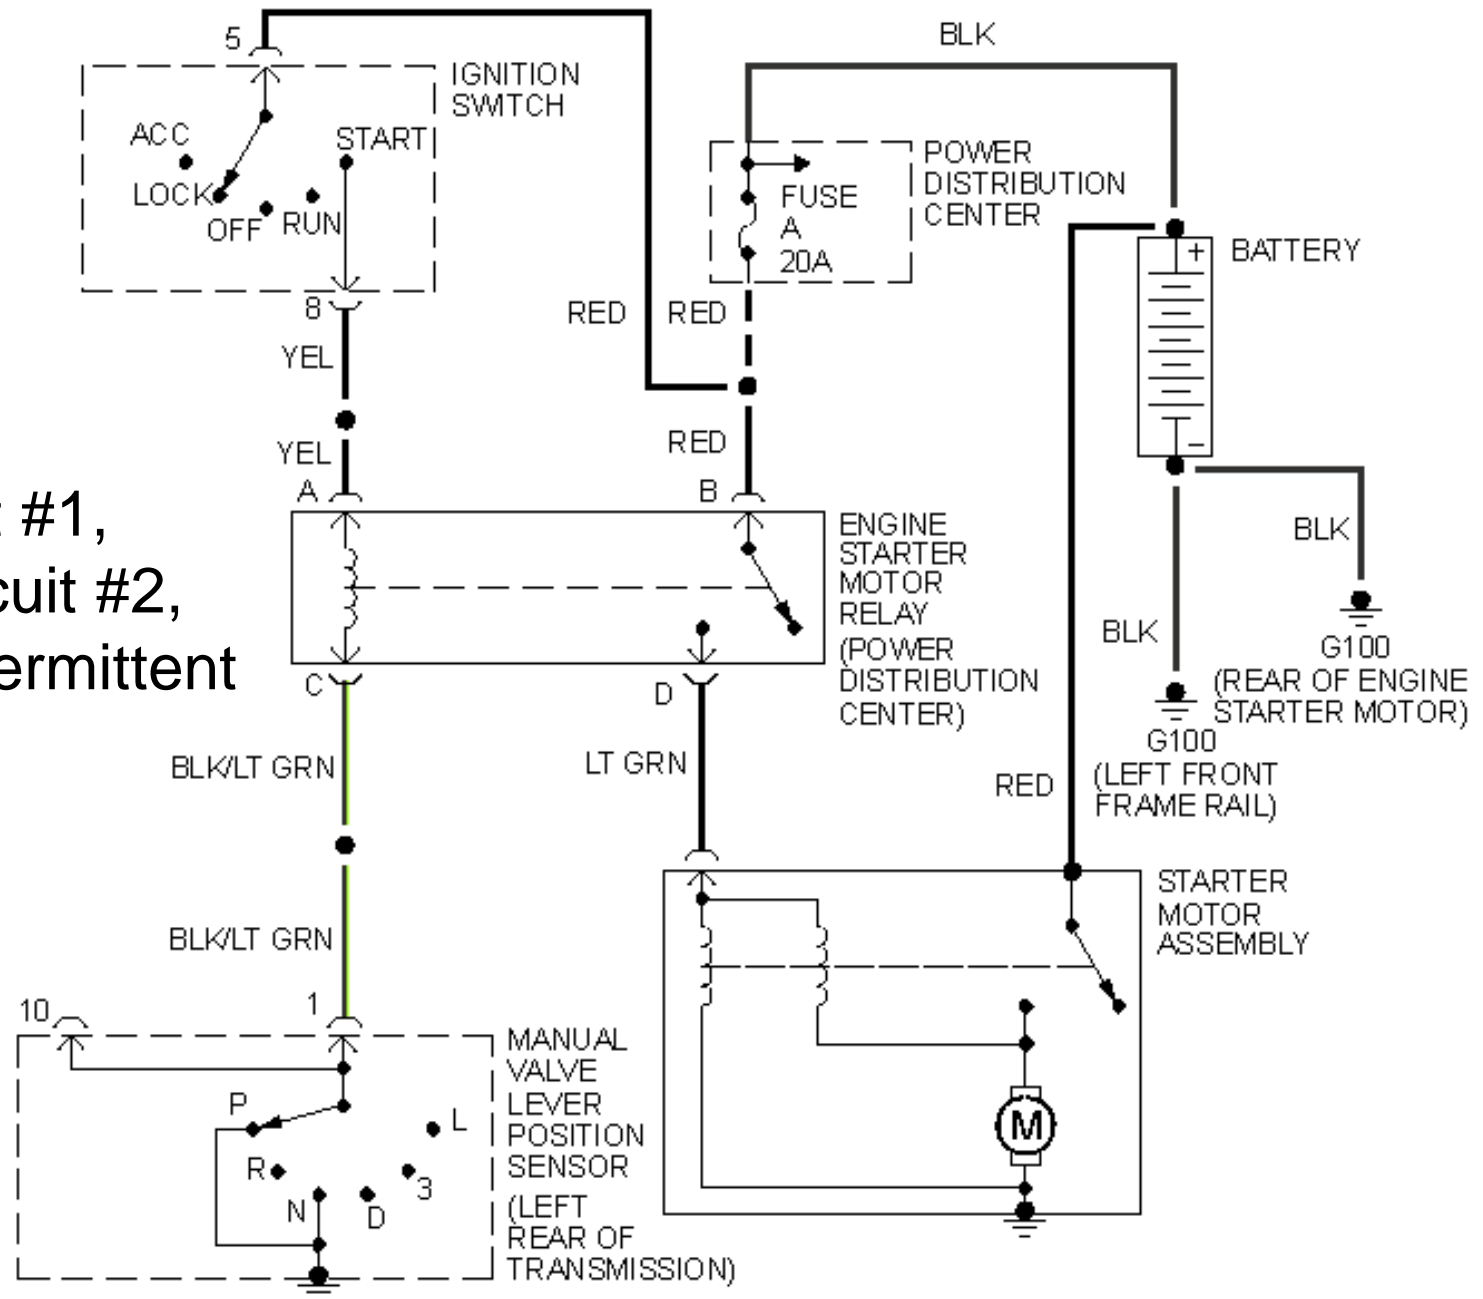 5
BLK
IGNITION
SWITCH
ACC
START
LOCK
OFF
RUN
POWER
DISTRIBUTION
CENTER
FUSE
A
20A
+
BATTERY
8
RED
RED
YEL
YEL
RED
−
A
B
t #1,
cuit #2,
ermittent
ENGINE
STARTER
MOTOR
RELAY
(POWER
DISTRIBUTION
CENTER)
BLK
BLK
G100
(REAR OF ENGINE
STARTER MOTOR)
G100
(LEFT FRONT
FRAME RAIL)
C
D
BLK/LT GRN
LT GRN
RED
STARTER
MOTOR
ASSEMBLY
BLK/LT GRN
10
1
MANUAL
VALVE
LEVER
POSITION
SENSOR
(LEFT
REAR OF
TRANSMISSION)
P
L
R
3
N
D
M